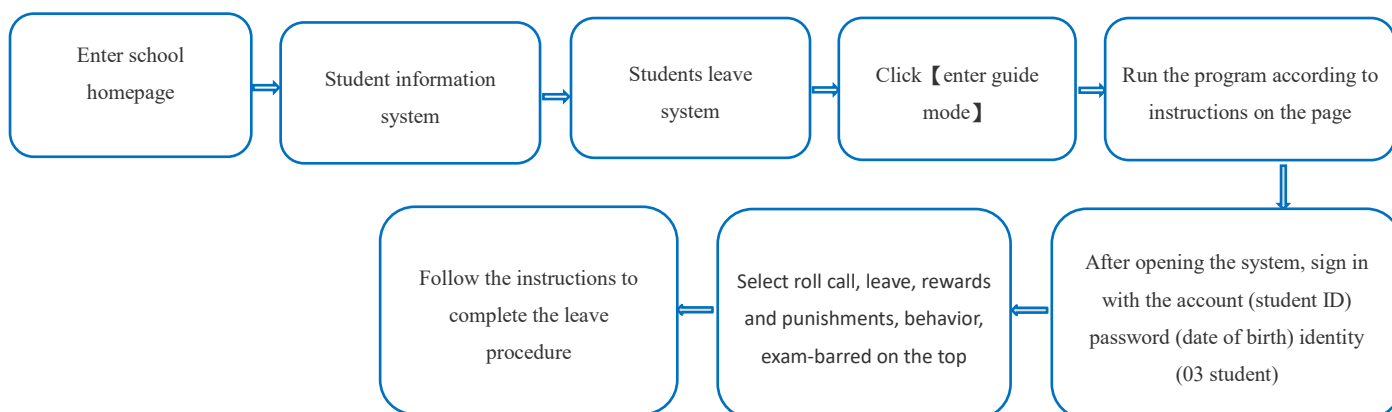 Enter school
homepage
Student information
system
Students leave
system
Click【enter guide
mode】
Run the program according to
instructions on the page
After opening the system, sign in
with the account (student ID)
password (date of birth) identity
(03 student)
Select roll call, leave, rewards
and punishments, behavior,
exam-barred on the top
Follow the instructions to
complete the leave
procedure